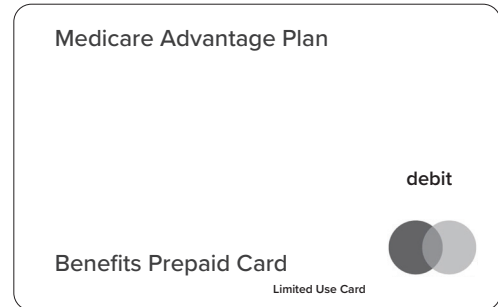 Medicare Advantage Plan
debit
Benefits Prepaid Card
Limited Use Card